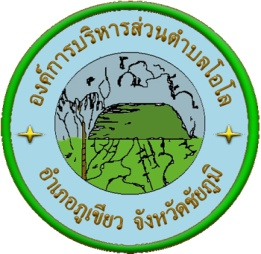 องค์การบริหารส่วนตำบลโอโล
อำเภอภูเขียว จังหวัดชัยภูมิ